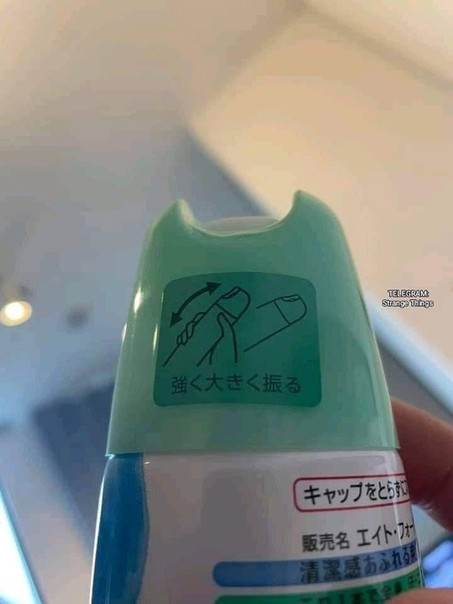 TELEGRAM:
Strange Things
強く大きく振る
キャップをとらずに
販売名 エイト・フォー
清潔感あふれる